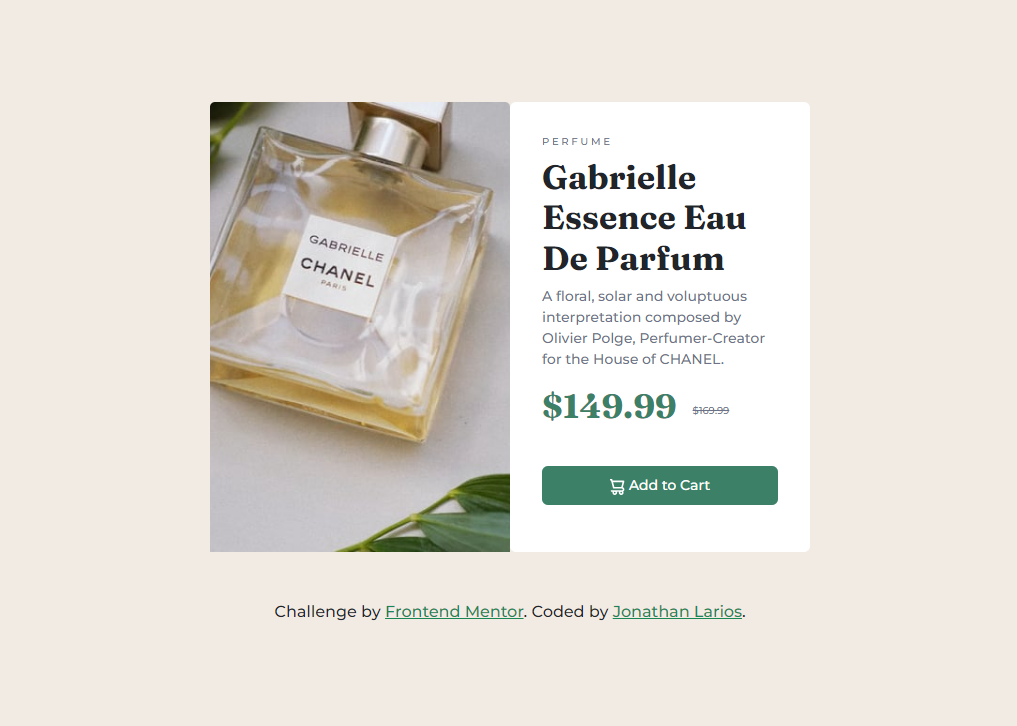 GABRIELLE
CHANEL
PARIS
PERFUME
Gabrielle
Essence Eau
De Parfum
A floral, solar and voluptuous
interpretation composed by
Olivier Polge, Perfumer-Creator
for the House of CHANEL.
$149.99 $169.99
Add to Cart
Challenge by Frontend Mentor. Coded by Jonathan Larios.